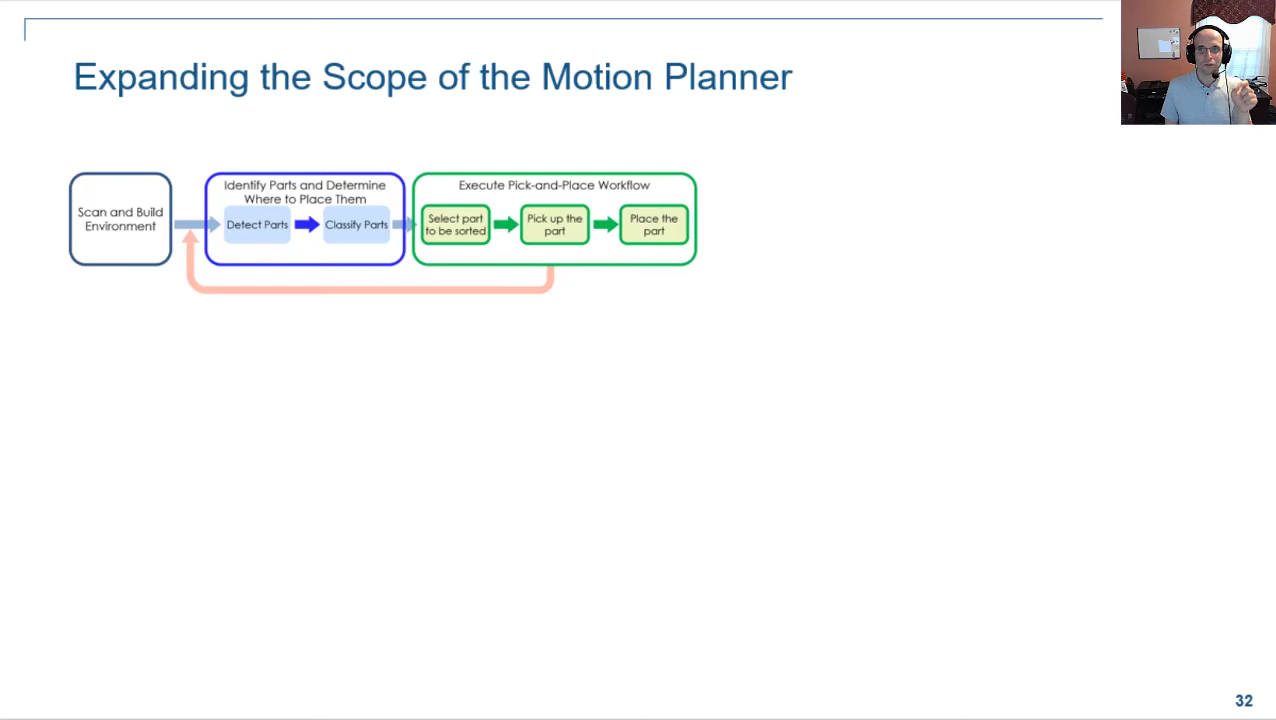 Expanding the Scope of the Motion Planner
Scan and Build
Environment
Identify Parts and Determine
Where to Place Them
Detect Parts
Classify Parts
Execute Pick-and-Place Workflow
Select part
to be sorted
Pick up the
part
Place the
part
32